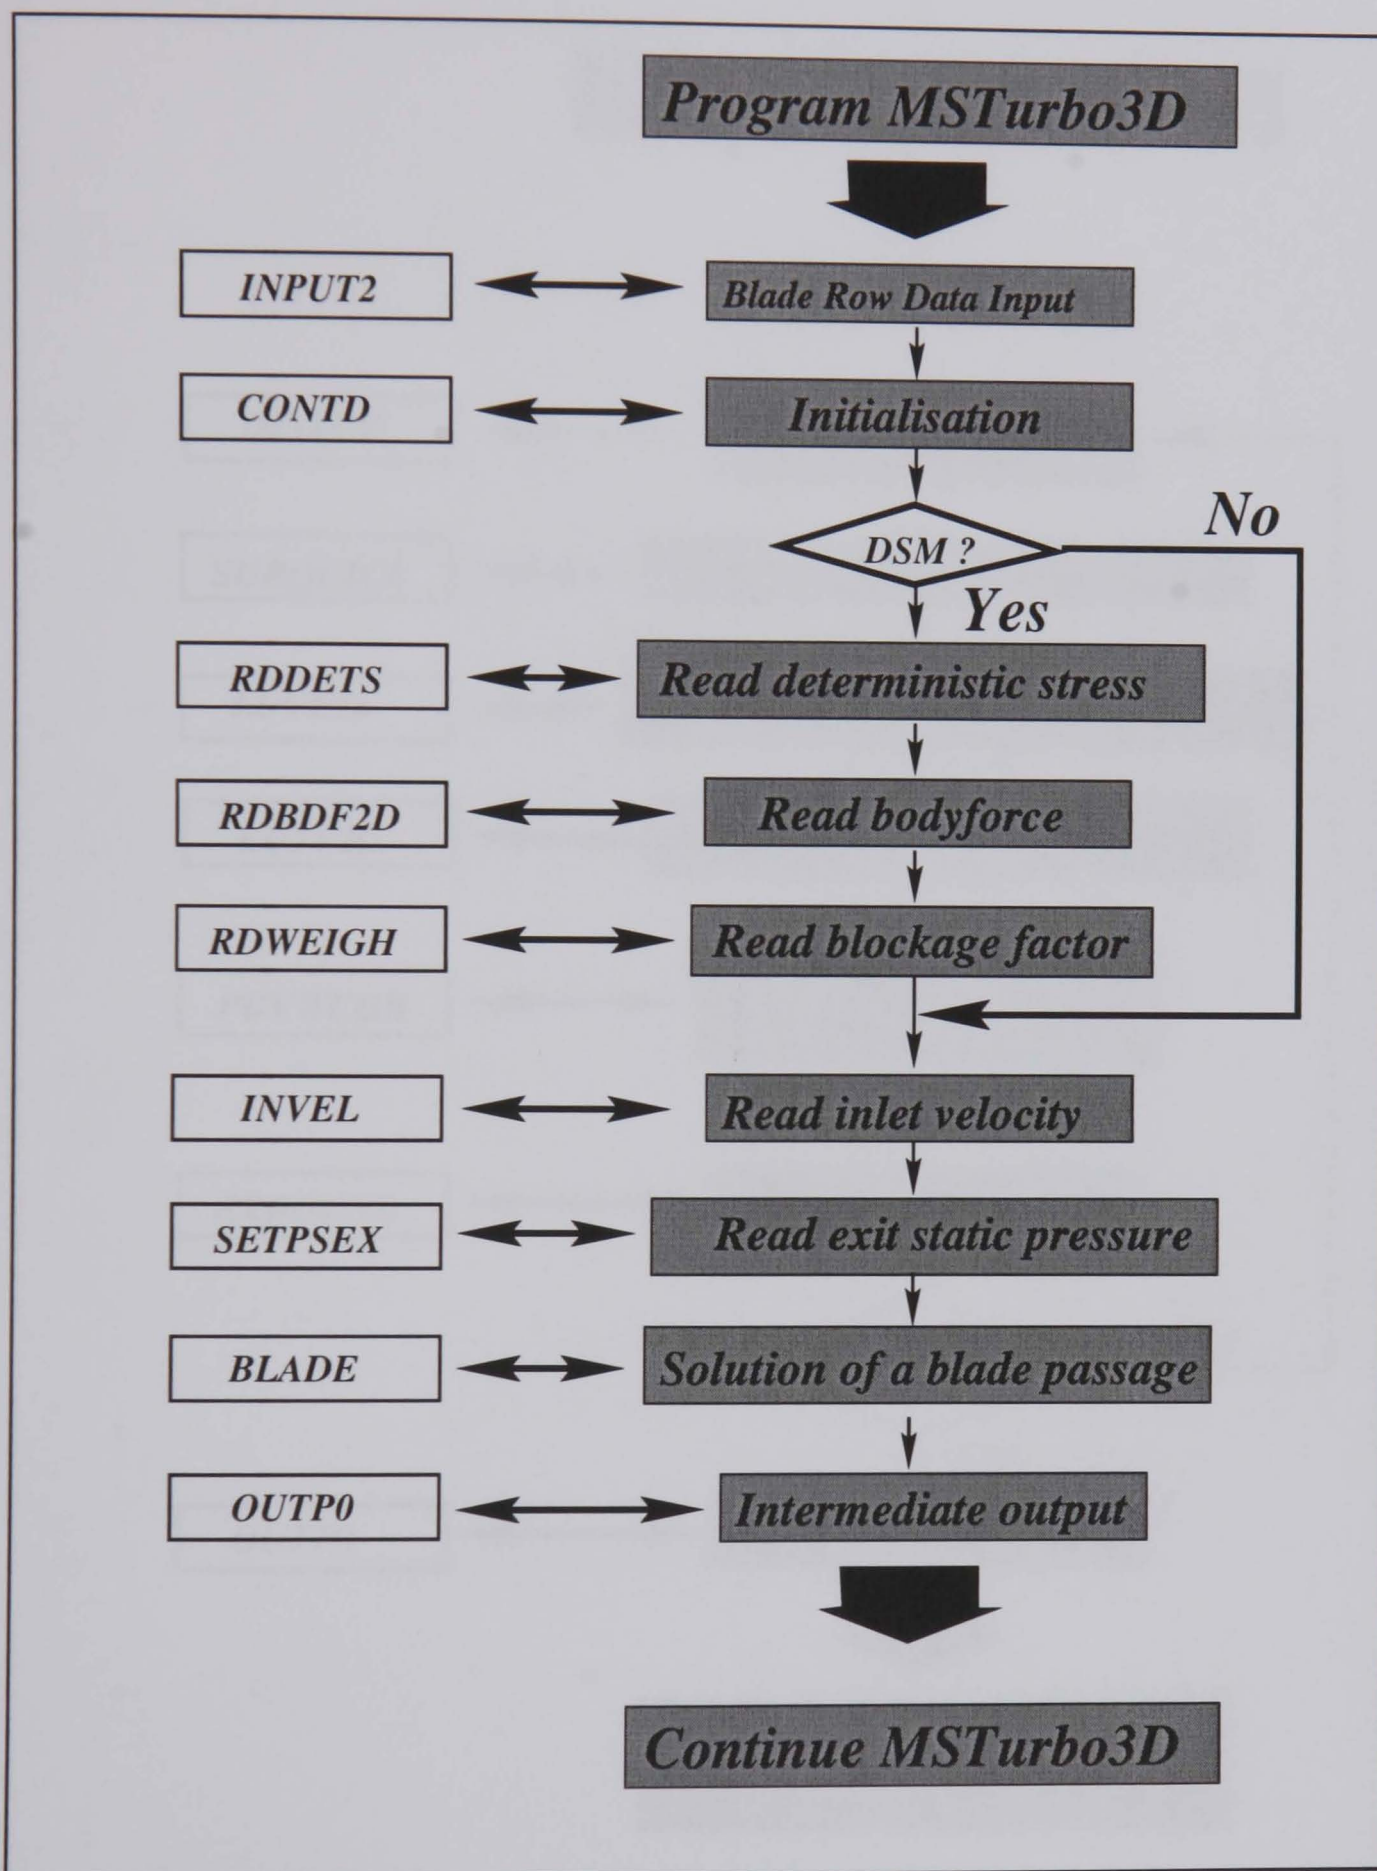 Program MSTurbo3D
INPUT2
Blade Row Data Input
CONTD
Initialisation
DSM ?
No
Yes
RDDETS
Read deterministic stress
RDBDF2D
Read bodyforce
RDWEIGH
Read blockage factor
INVEL
Read inlet velocity
SETPSEX
Read exit static pressure
BLADE
Solution of a blade passage
OUTP0
Intermediate output
Continue MSTurbo3D